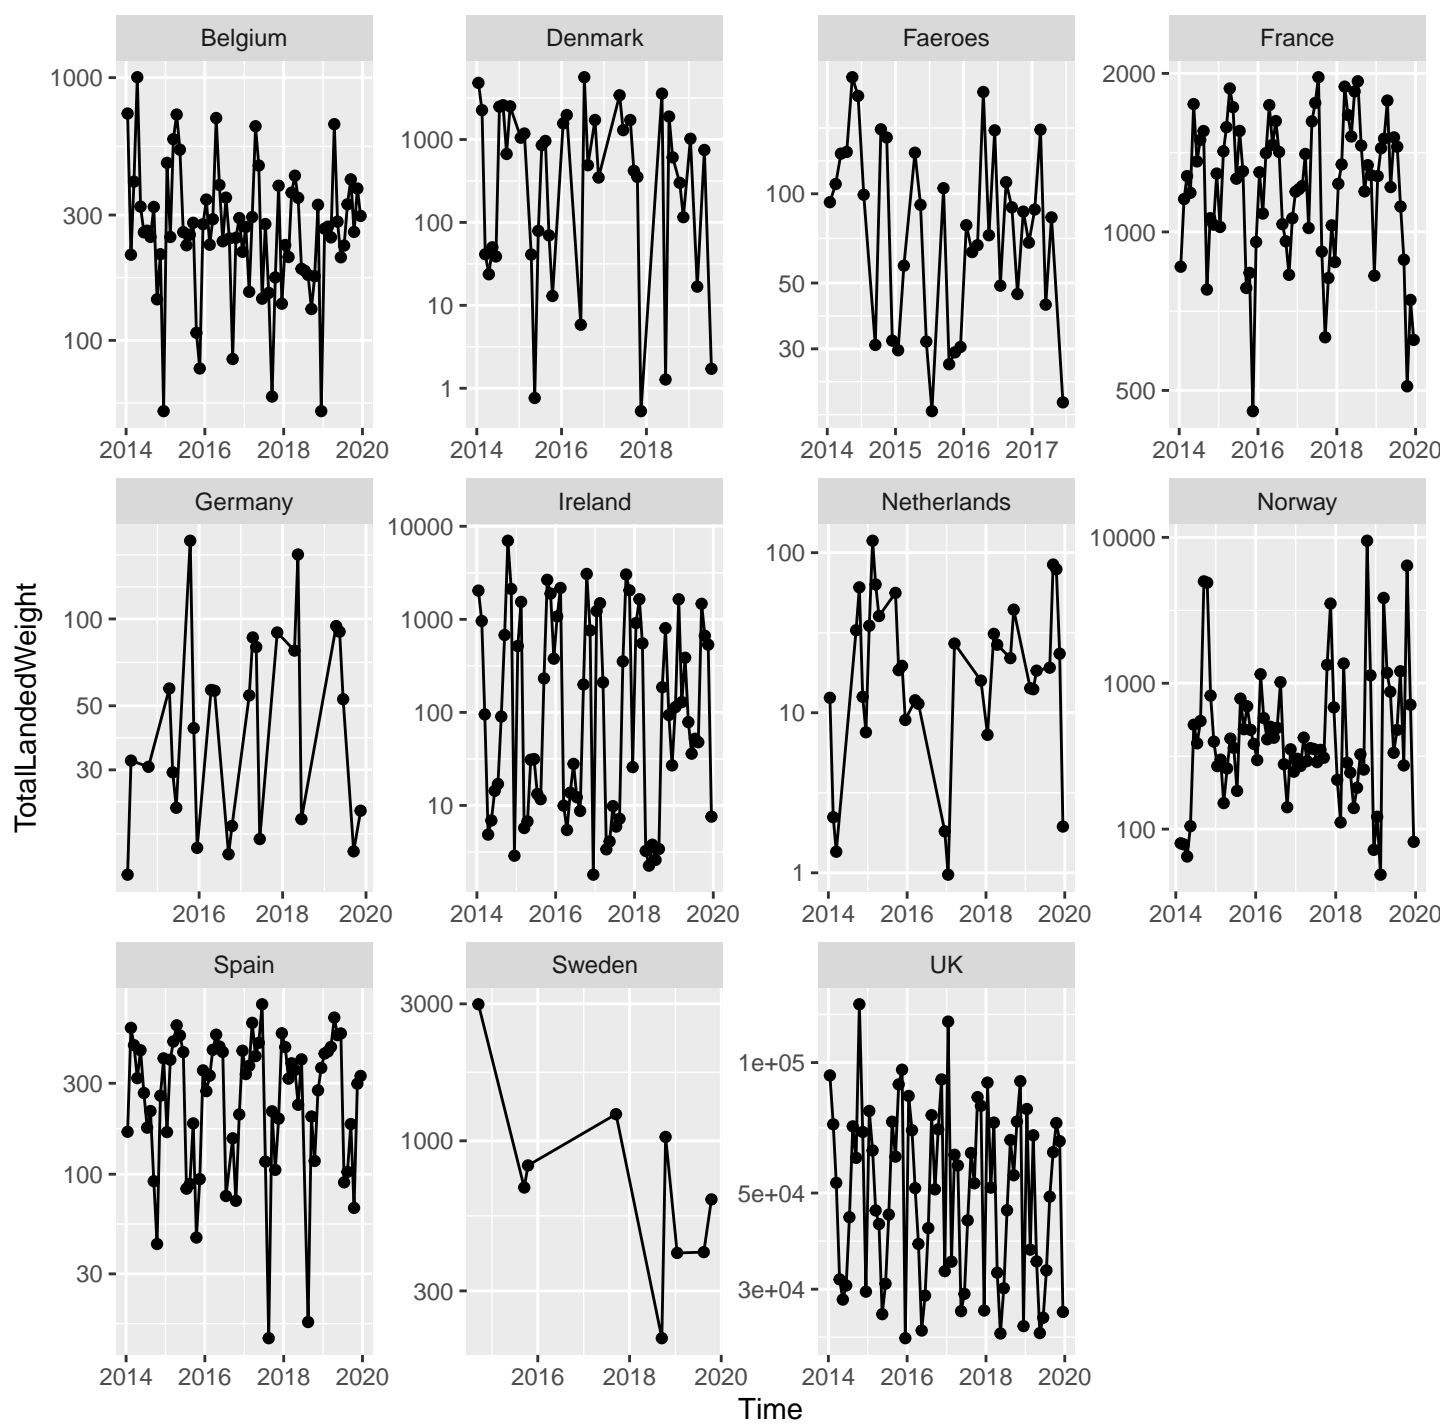 Belgium Denmark Faeroes France
1000
300
100
2014 2016 2018 2020
1000
100
10
1
2014 2016 2018
100
50
30
2014 2015 2016 2017
2000
1000
500
2014 2016 2018 2020
Germany Ireland Netherlands Norway
100
50
30
2016 2018 2020
10000
1000
100
10
2014 2016 2018 2020
100
10
1
2014 2016 2018 2020
10000
1000
100
2014 2016 2018 2020
Spain Sweden UK
300
100
30
2014 2016 2018 2020
3000
1000
300
2016 2018 2020
1e+05
5e+04
3e+04
2014 2016 2018 2020
TotalLandedWeight
Time